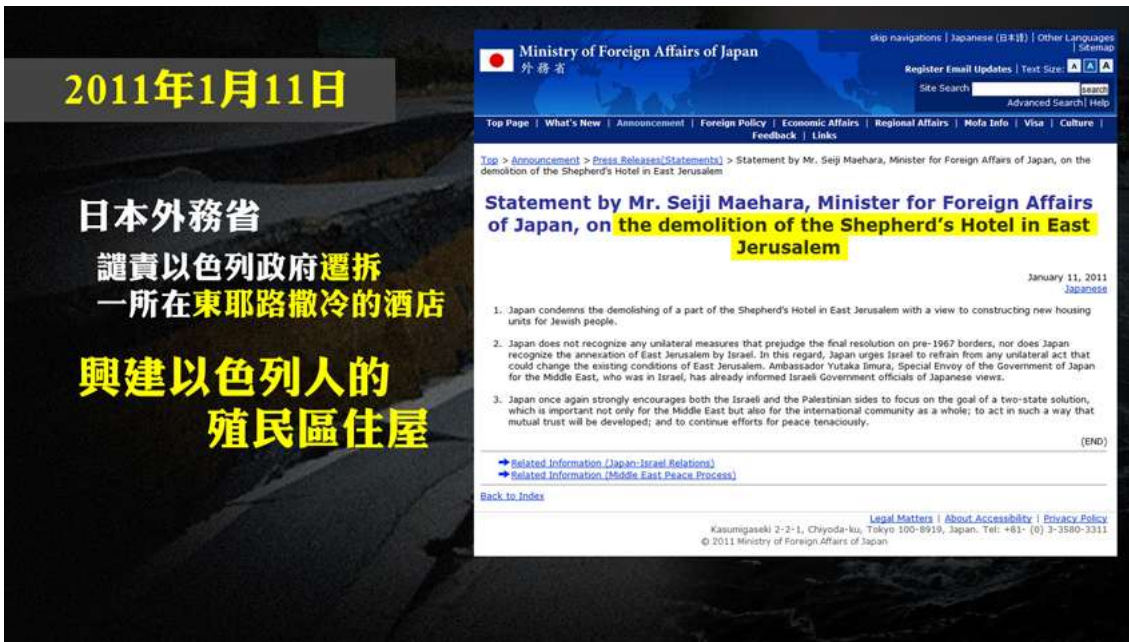 2011年1月11日
日本外務省
譴責以色列政府遷拆
一所在東耶路撒冷的酒店
興建以色列人的
殖民區住屋
Ministry of Foreign Affairs of Japan
外務省
skip navigations | Japanese (日本語) | Other Languages
| Sitemap
Register Email Updates | Text Size: A A A
Site Search search
Advanced Search | Help
Top Page | What's New | Announcement | Foreign Policy | Economic Affairs | Regional Affairs | Mofa Info | Visa | Culture |
Feedback | Links
Top > Announcement > Press Releases(Statements) > Statement by Mr. Seiji Maehara, Minister for Foreign Affairs of Japan, on the
demolition of the Shepherd's Hotel in East Jerusalem
Statement by Mr. Seiji Maehara, Minister for Foreign Affairs
of Japan, on the demolition of the Shepherd's Hotel in East
Jerusalem
January 11, 2011
Japanese
1. Japan condemns the demolishing of a part of the Shepherd's Hotel in East Jerusalem with a view to constructing new housing
units for Jewish people.
2. Japan does not recognize any unilateral measures that prejudge the final resolution on pre-1967 borders, nor does Japan
recognize the annexation of East Jerusalem by Israel. In this regard, Japan urges Israel to refrain from any unilateral act that
could change the existing conditions of East Jerusalem. Ambassador Yutaka Iimura, Special Envoy of the Government of Japan
for the Middle East, who was in Israel, has already informed Israeli Government officials of Japanese views.
3. Japan once again strongly encourages both the Israeli and the Palestinian sides to focus on the goal of a two-state solution,
which is important not only for the Middle East but also for the international community as a whole; to act in such a way that
mutual trust will be developed; and to continue efforts for peace tenaciously.
(END)
Related Information (Japan-Israel Relations)
Related Information (Middle East Peace Process)
Back to Index
Legal Matters | About Accessibility | Privacy Policy
Kasumigaseki 2-2-1, Chiyoda-ku, Tokyo 100-8919, Japan. Tel: +81- (0) 3-3580-3311
© 2011 Ministry of Foreign Affairs of Japan